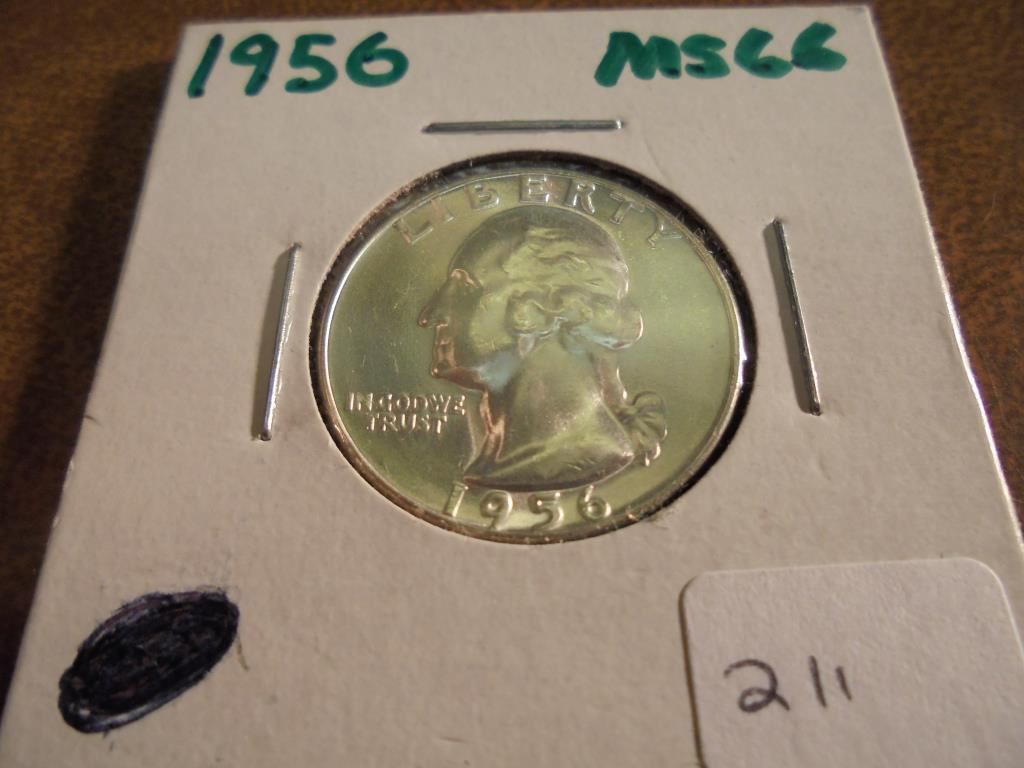 1956 MS66
LIBERTY
IN GOD WE
TRUST
1956
211